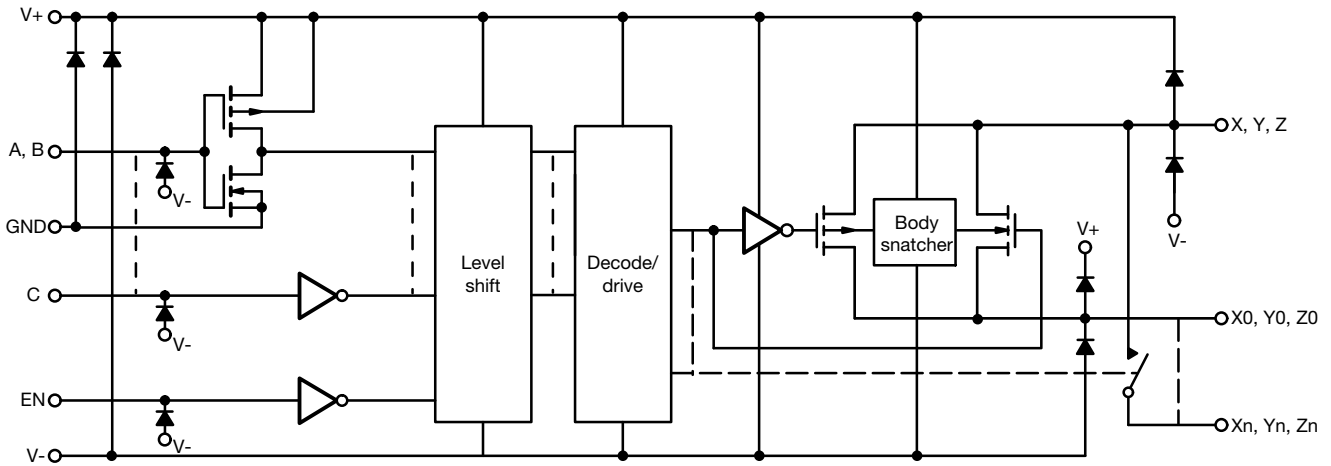 V+
A, B
V-
GND
C
V-
EN
V-
V-
Level
shift
Decode/
drive
Body
snatcher
X, Y, Z
V-
V+
X0, Y0, Z0
Xn, Yn, Zn